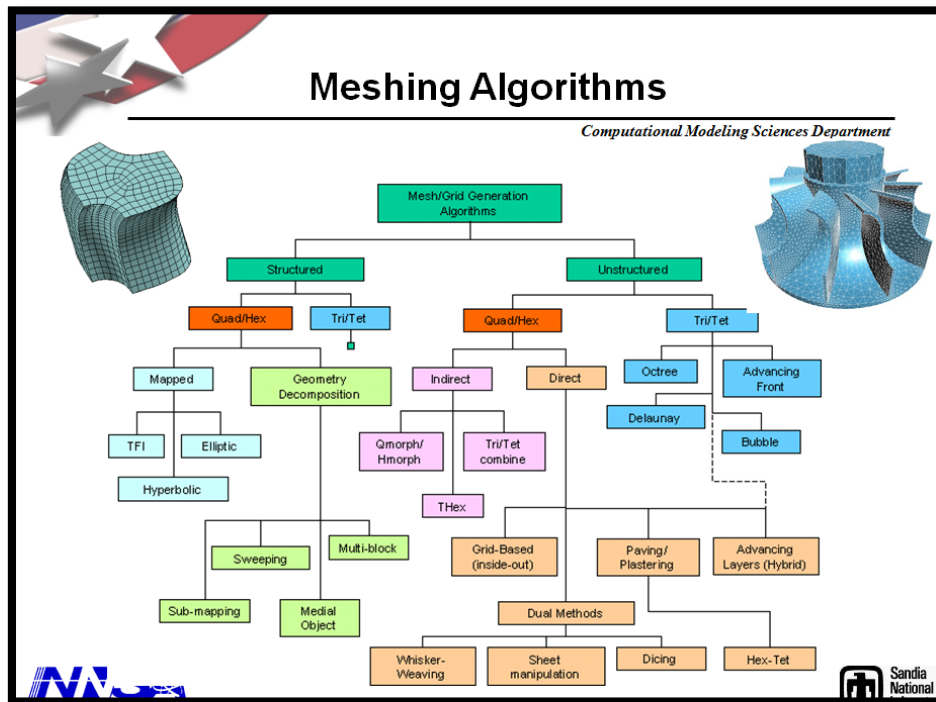 Meshing Algorithms
Computational Modeling Sciences Department
Mesh/Grid Generation
Algorithms
Structured
Unstructured
Quad/Hex
Tri/Tet
Quad/Hex
Tri/Tet
Mapped
Geometry
Decomposition
Indirect
Direct
Octree
Advancing
Front
Delaunay
Bubble
TFI
Elliptic
Hyperbolic
Qmorph/
Hmorph
Tri/Tet
combine
THex
Sweeping
Multi-block
Grid-Based
(inside-out)
Paving/
Plastering
Advancing
Layers (Hybrid)
Sub-mapping
Medial
Object
Dual Methods
Whisker-
Weaving
Sheet
manipulation
Dicing
Hex-Tet
Sandia
National